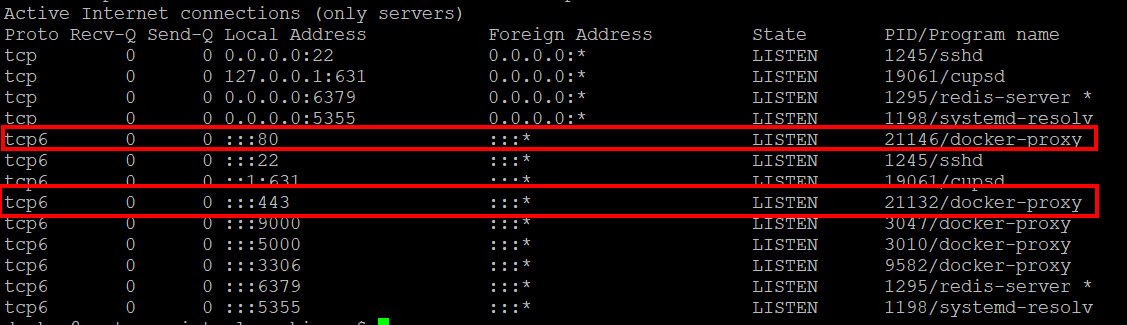 Active Internet connections (only servers)
Proto Recv-Q Send-Q Local Address Foreign Address State PID/Program name
tcp 0 0 0.0.0.0:22 0.0.0.0:* LISTEN 1245/sshd
tcp 0 0 127.0.0.1:631 0.0.0.0:* LISTEN 19061/cupsd
tcp 0 0 0.0.0.0:6379 0.0.0.0:* LISTEN 1295/redis-server *
tcp 0 0 0.0.0.0:5355 0.0.0.0:* LISTEN 1198/systemd-resolv
tcp6 0 0 :::80 :::* LISTEN 21146/docker-proxy
tcp6 0 0 :::22 :::* LISTEN 1245/sshd
tcp6 0 0 ::1:631 :::* LISTEN 19061/cupsd
tcp6 0 0 :::443 :::* LISTEN 21132/docker-proxy
tcp6 0 0 :::9000 :::* LISTEN 3047/docker-proxy
tcp6 0 0 :::5000 :::* LISTEN 3010/docker-proxy
tcp6 0 0 :::3306 :::* LISTEN 9582/docker-proxy
tcp6 0 0 :::6379 :::* LISTEN 1295/redis-server *
tcp6 0 0 :::5355 :::* LISTEN 1198/systemd-resolv